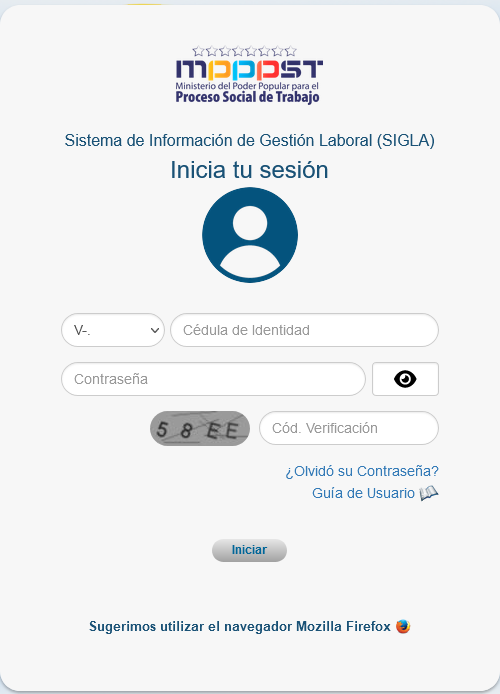 mpppst
Ministerio del Poder Popular para el
Proceso Social de Trabajo
Sistema de Información de Gestión Laboral (SIGLA)
Inicia tu sesión
V-.
Cédula de Identidad
Contraseña
58EE
Cód. Verificación
¿Olvidó su Contraseña?
Guía de Usuario
Iniciar
Sugerimos utilizar el navegador Mozilla Firefox